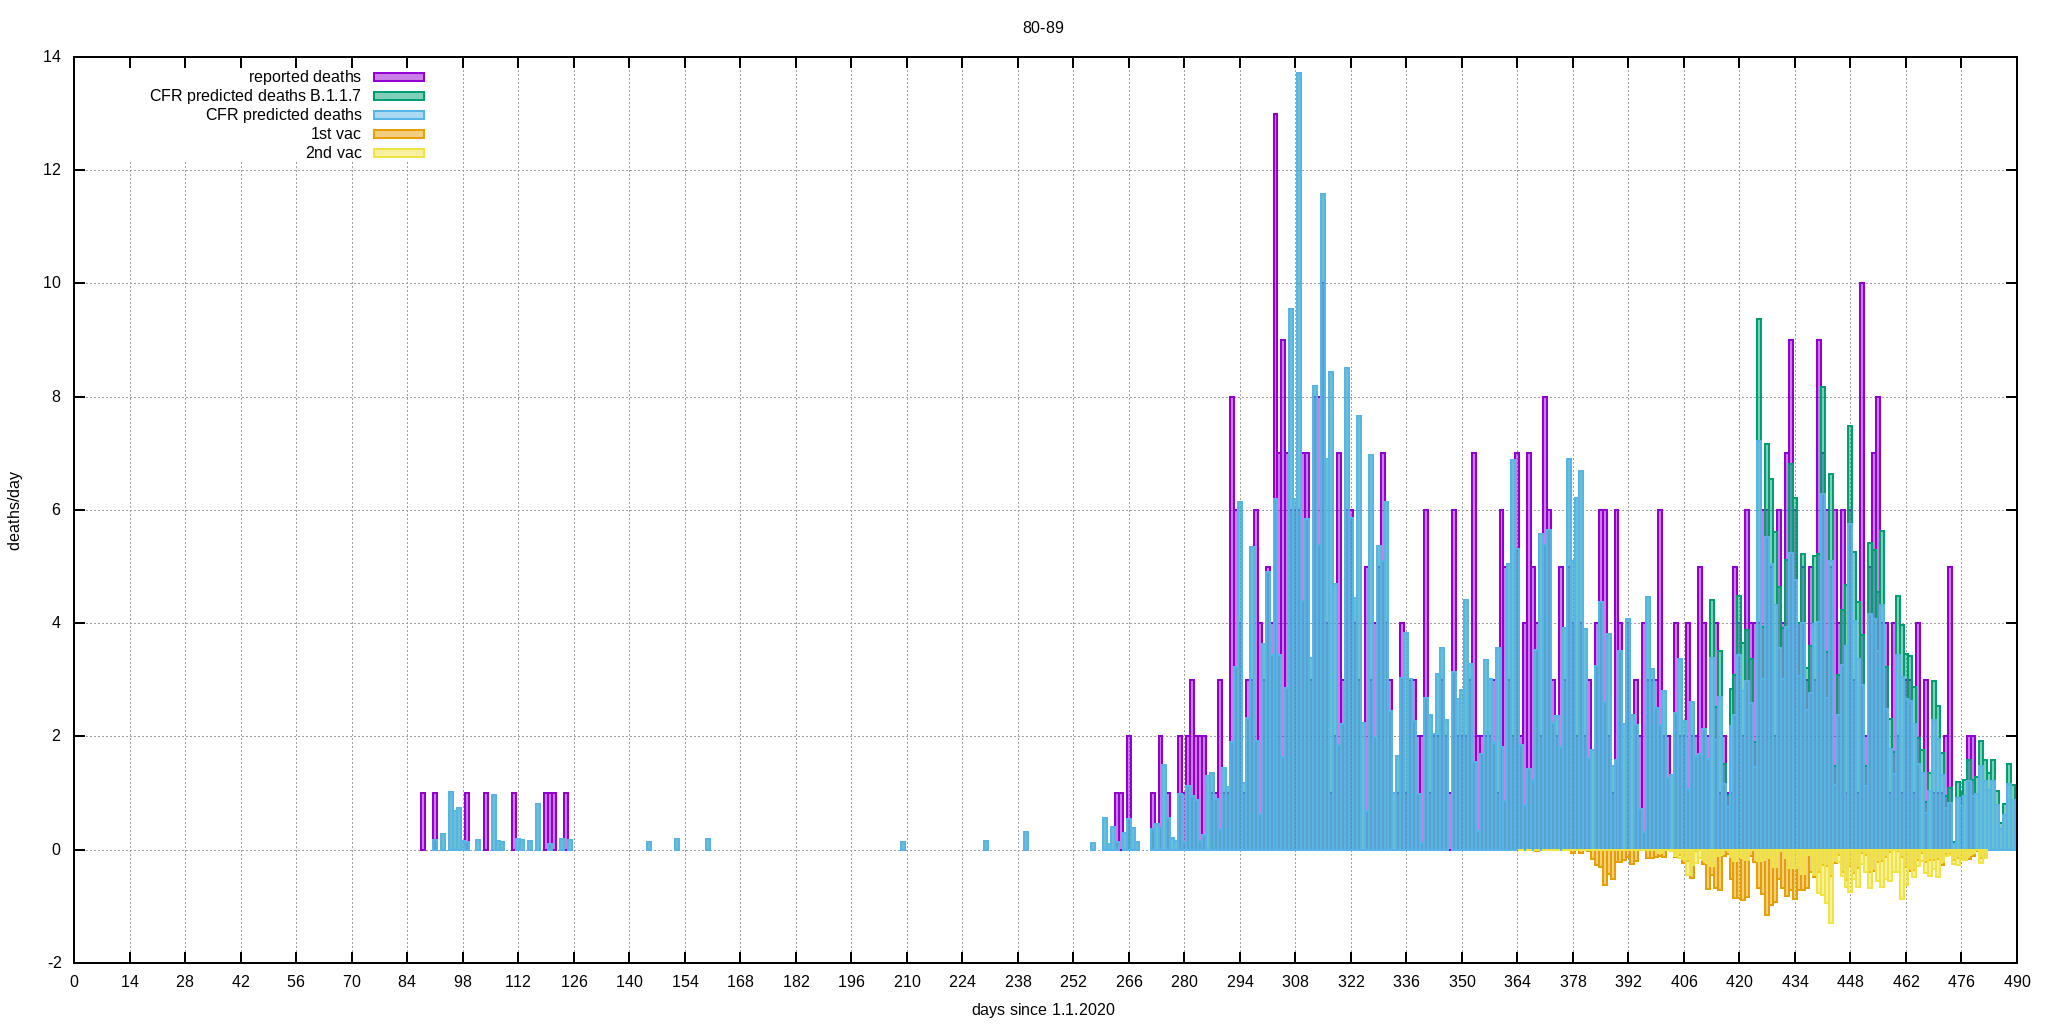 80-89
reported deaths
CFR predicted deaths B.1.1.7
CFR predicted deaths
1st vac
2nd vac
14
12
10
8
6
4
2
0
-2
deaths/day
0 14 28 42 56 70 84 98 112 126 140 154 168 182 196 210 224 238 252 266 280 294 308 322 336 350 364 378 392 406 420 434 448 462 476 490
days since 1.1.2020